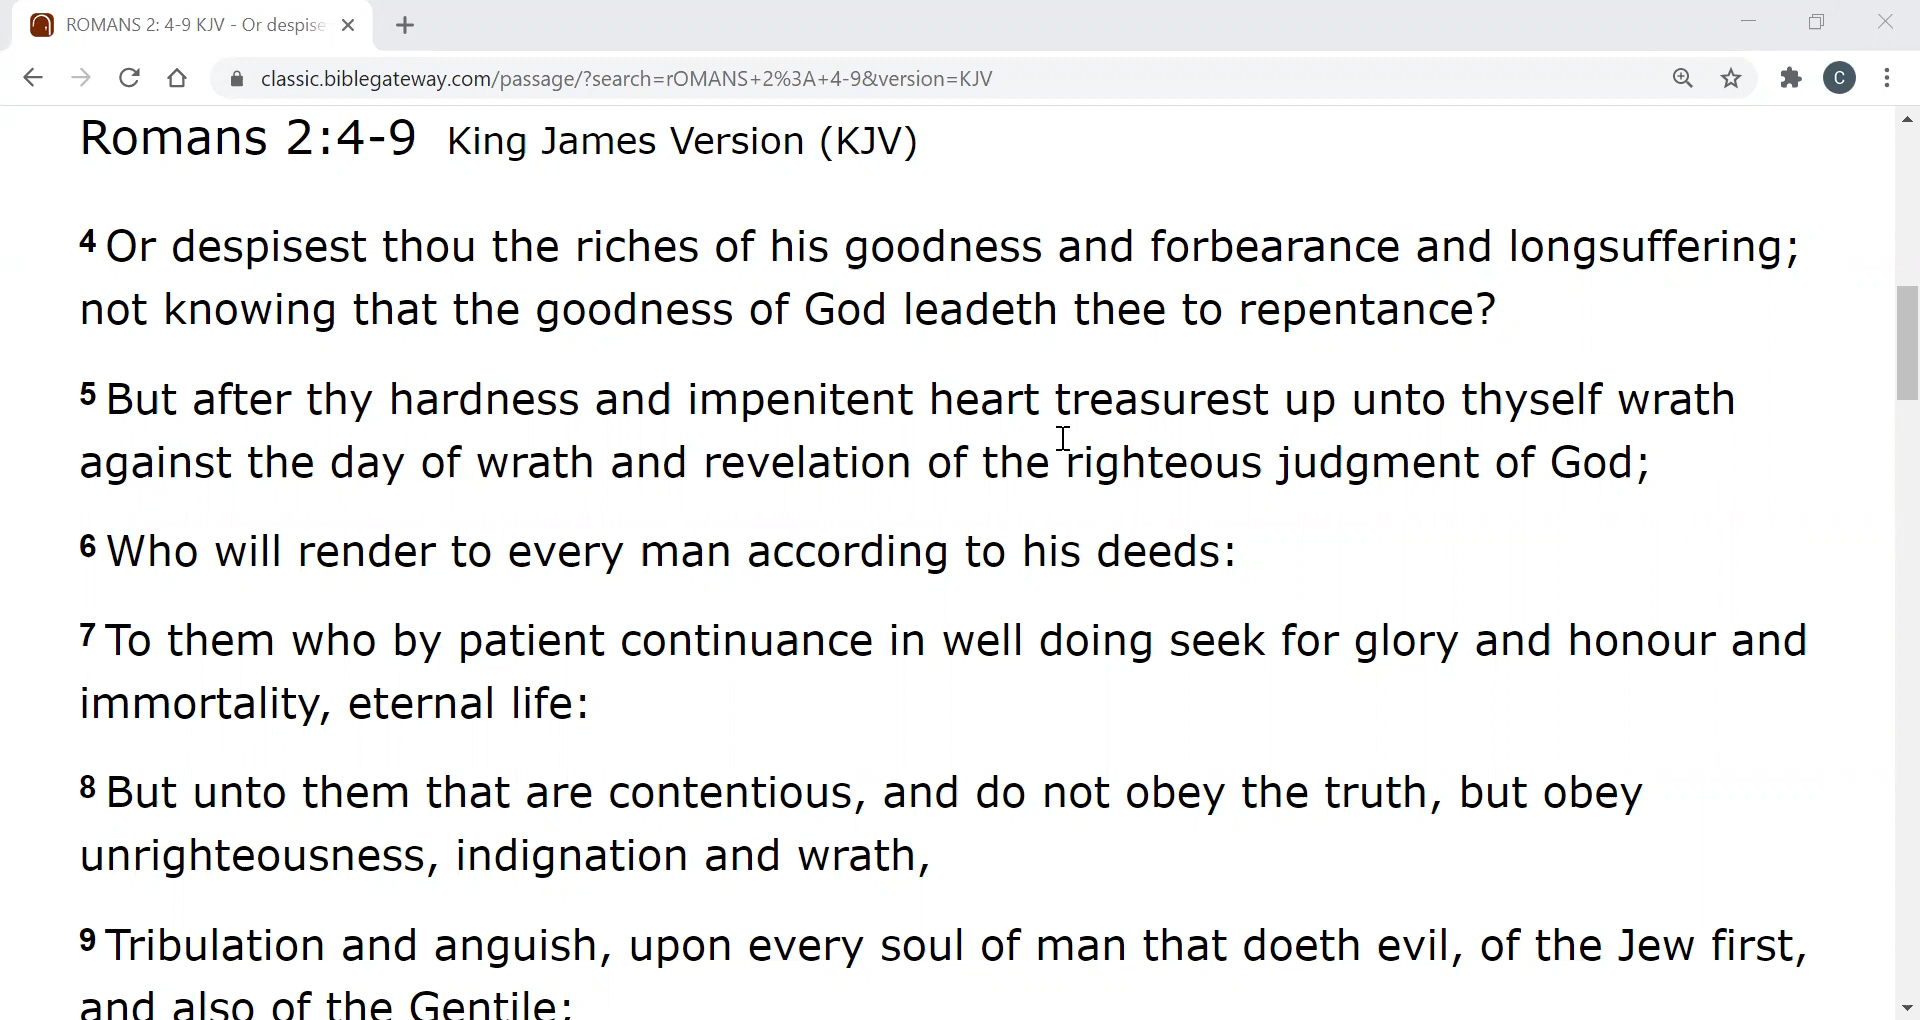 ROMANS 2: 4-9 KJV - Or despise
classic.biblegateway.com/passage/?search=rOMANS+2%3A+4-9&version=KJV
C
Romans 2:4-9 King James Version (KJV)
4 Or despisest thou the riches of his goodness and forbearance and longsuffering;
not knowing that the goodness of God leadeth thee to repentance?
5 But after thy hardness and impenitent heart treasurest up unto thyself wrath
against the day of wrath and revelation of the righteous judgment of God;
6 Who will render to every man according to his deeds:
7 To them who by patient continuance in well doing seek for glory and honour and
immortality, eternal life:
8 But unto them that are contentious, and do not obey the truth, but obey
unrighteousness, indignation and wrath,
9 Tribulation and anguish, upon every soul of man that doeth evil, of the Jew first,
and also of the Gentile;